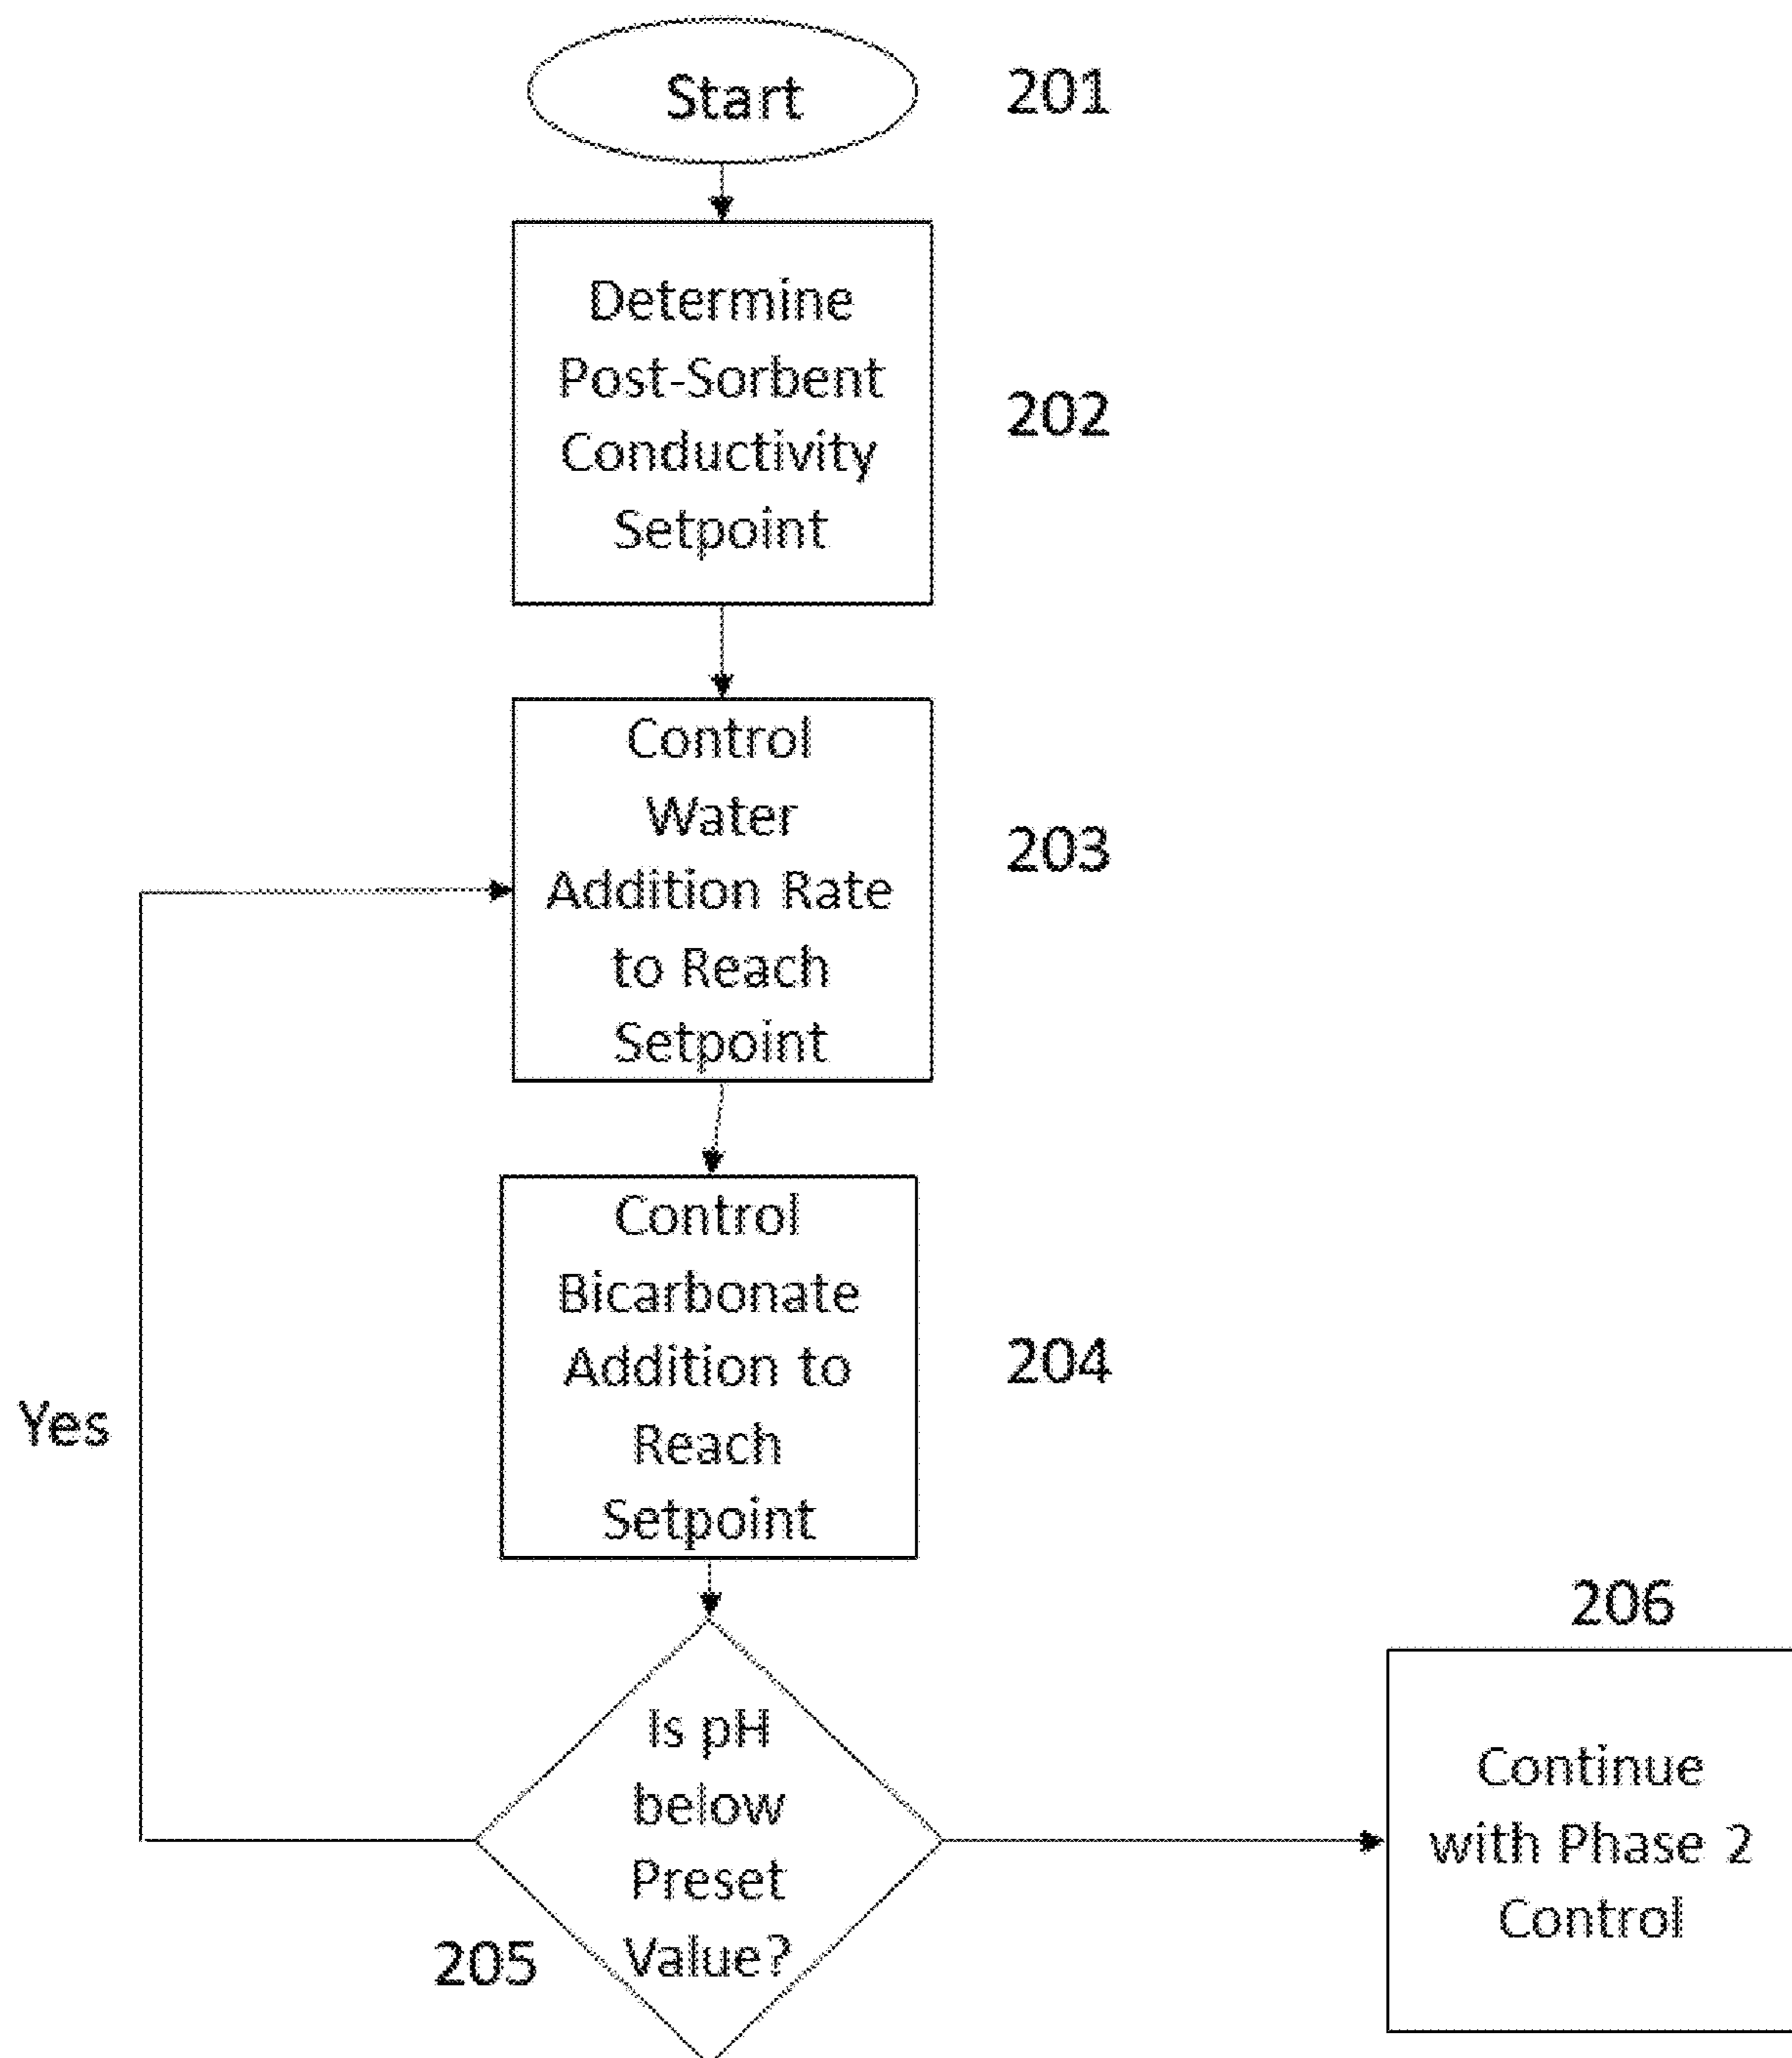 Start
201
Determine
Post-Sorbent
Conductivity
Setpoint
202
Control
Water
Addition Rate
to Reach
Setpoint
203
Control
Bicarbonate
Addition to
Reach
Setpoint
204
Yes
Is pH
below
Preset
Value?
205
206
Continue
with Phase 2
Control